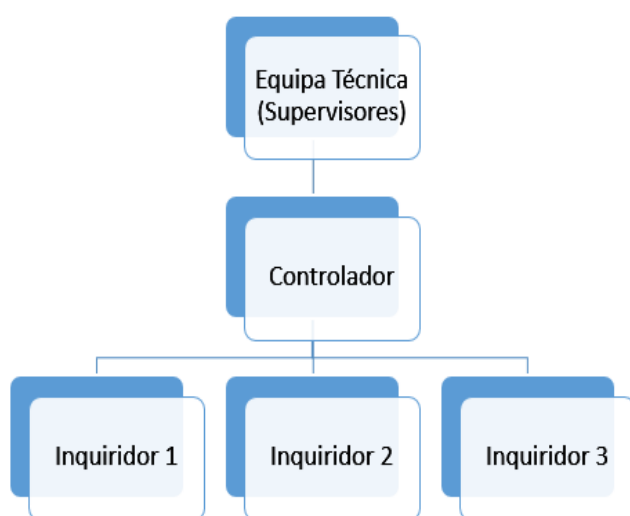 Equipa Técnica
(Supervisores)
Controlador
Inquiridor 1
Inquiridor 2
Inquiridor 3